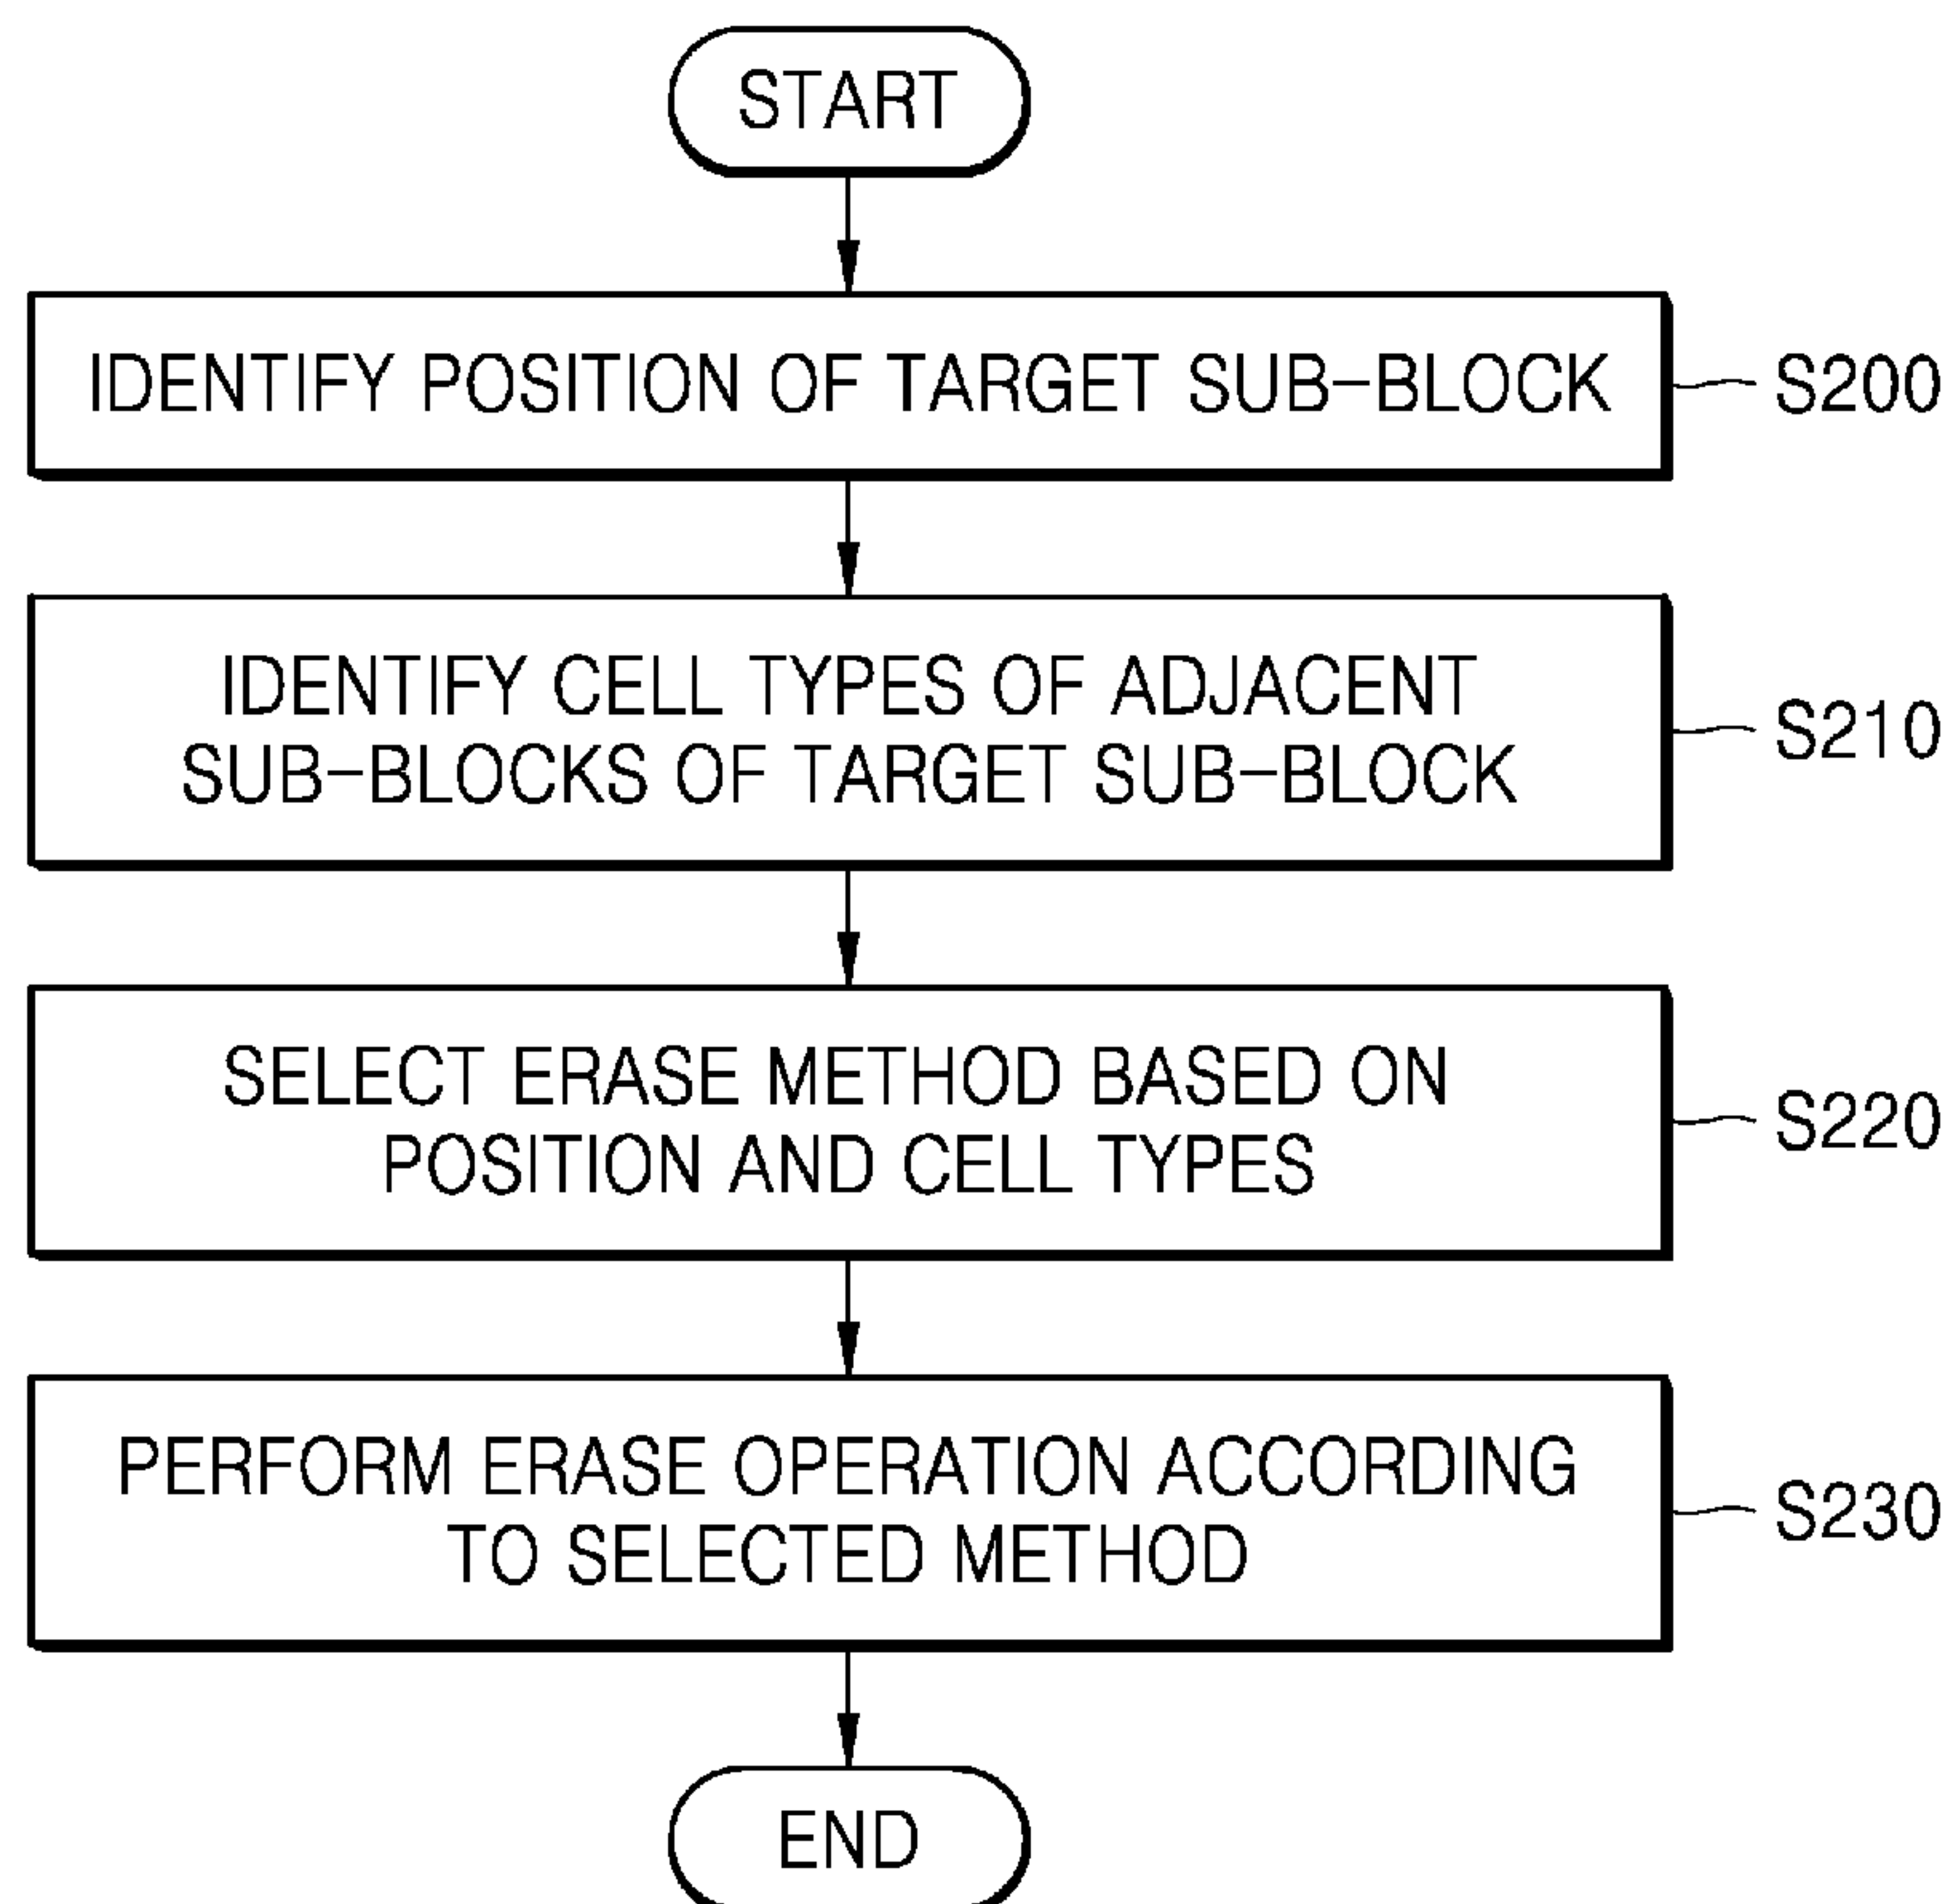 START
IDENTIFY POSITION OF TARGET SUB-BLOCK
S200
IDENTIFY CELL TYPES OF ADJACENT
SUB-BLOCKS OF TARGET SUB-BLOCK
S210
SELECT ERASE METHOD BASED ON
POSITION AND CELL TYPES
S220
PERFORM ERASE OPERATION ACCORDING
TO SELECTED METHOD
S230
END